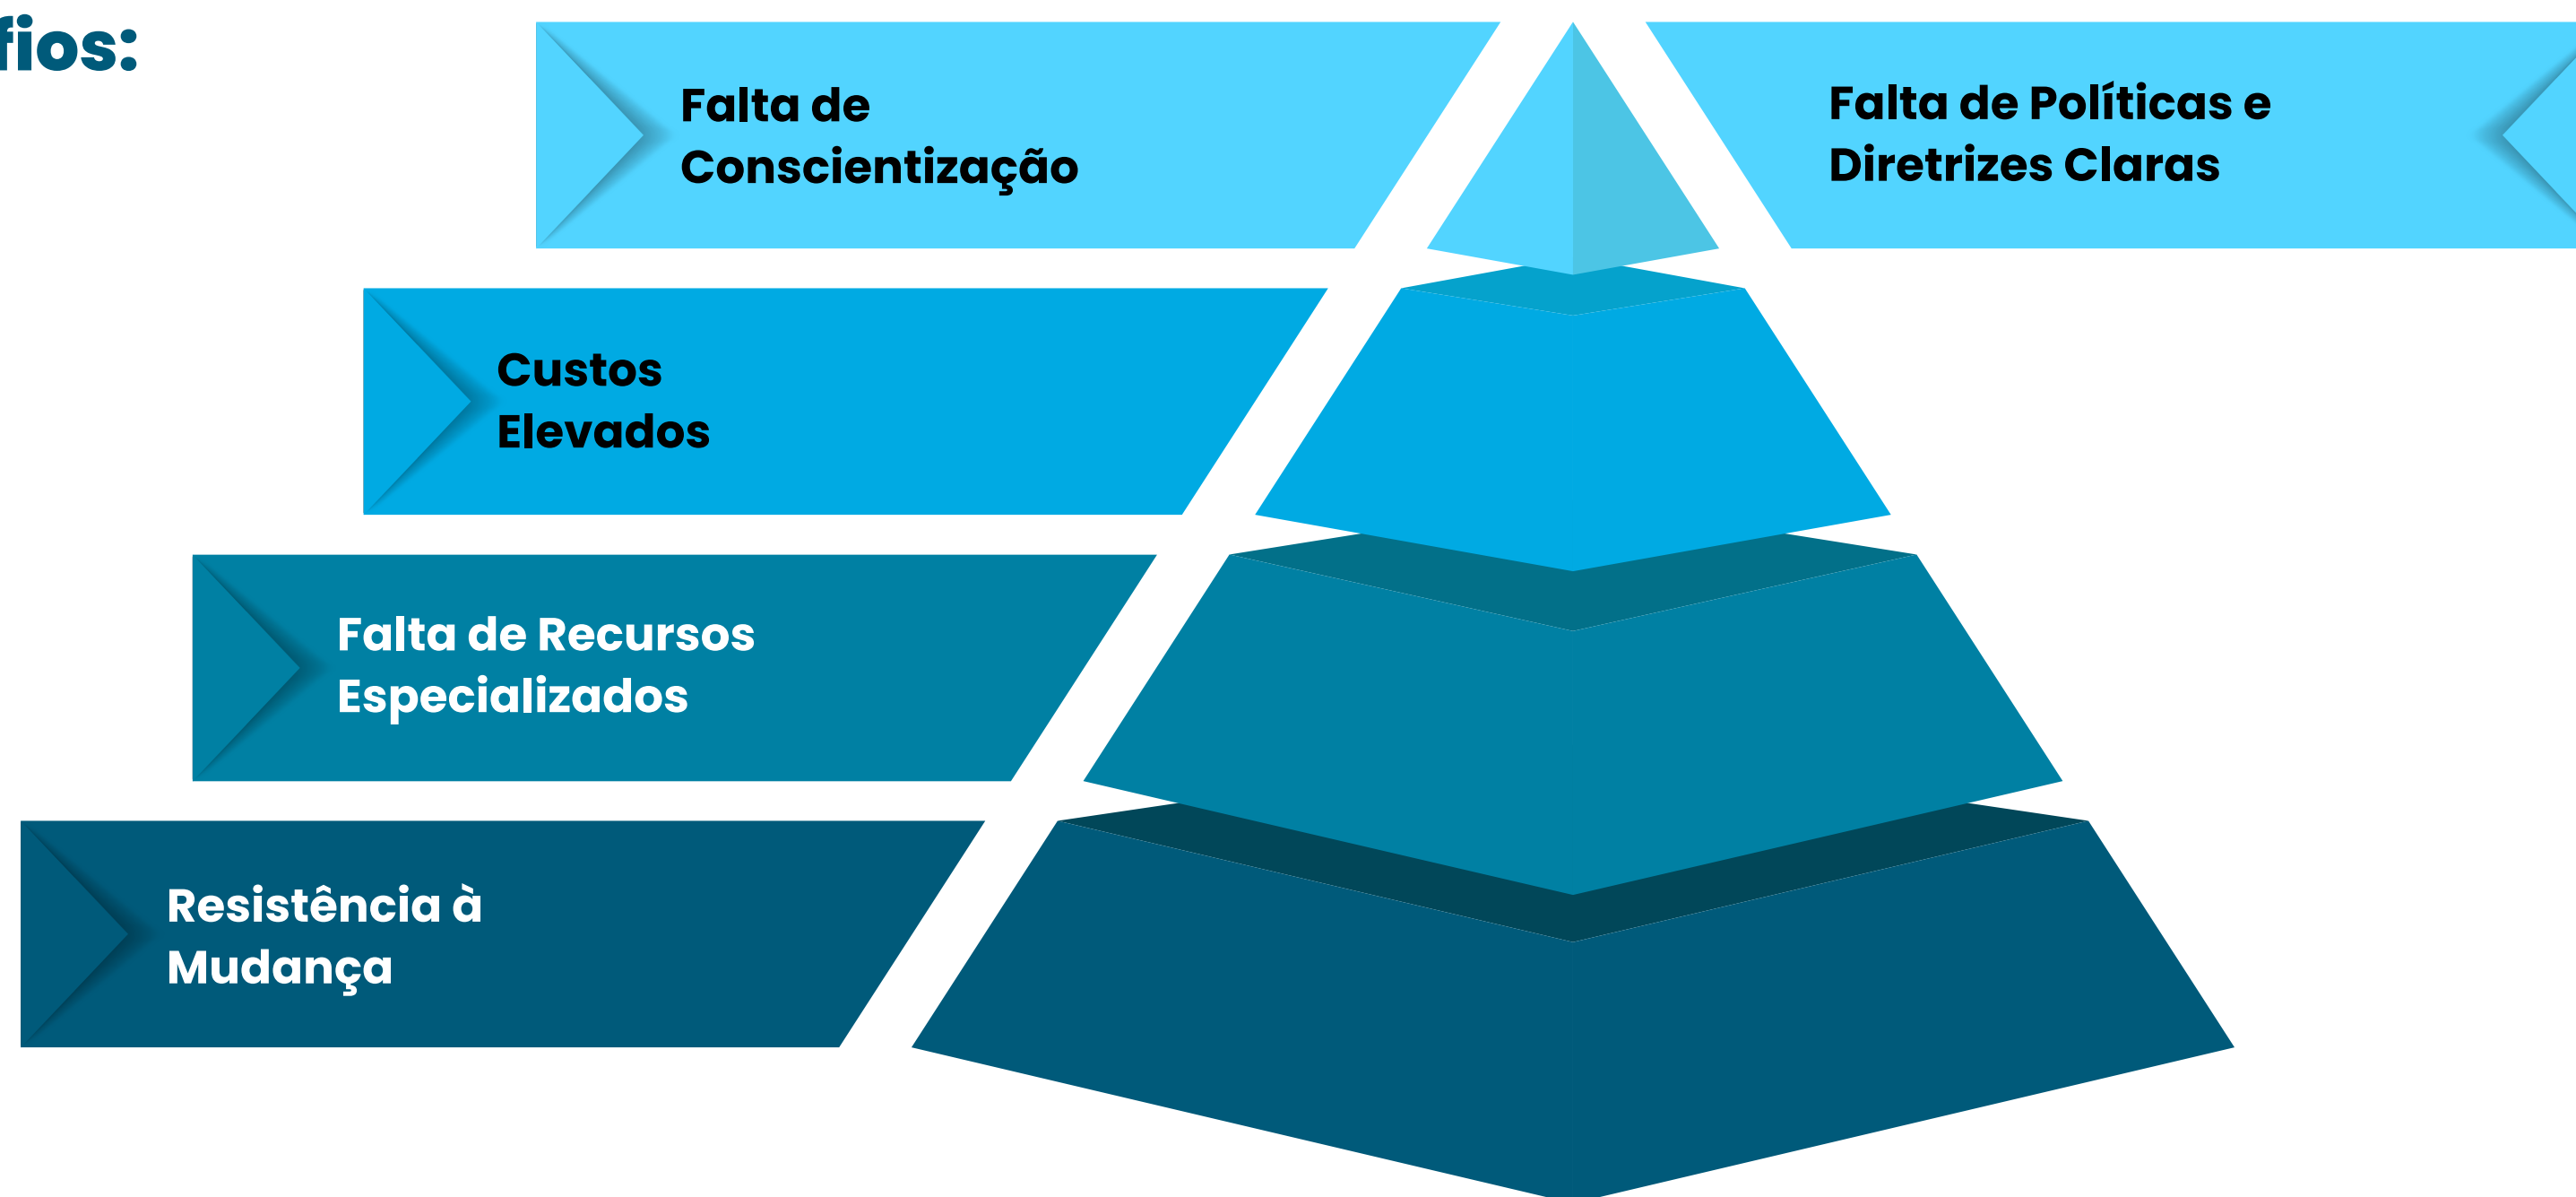 fios:
Falta de
Conscientização
Falta de Políticas e
Diretrizes Claras
Custos
Elevados
Falta de Recursos
Especializados
Resistência à
Mudança